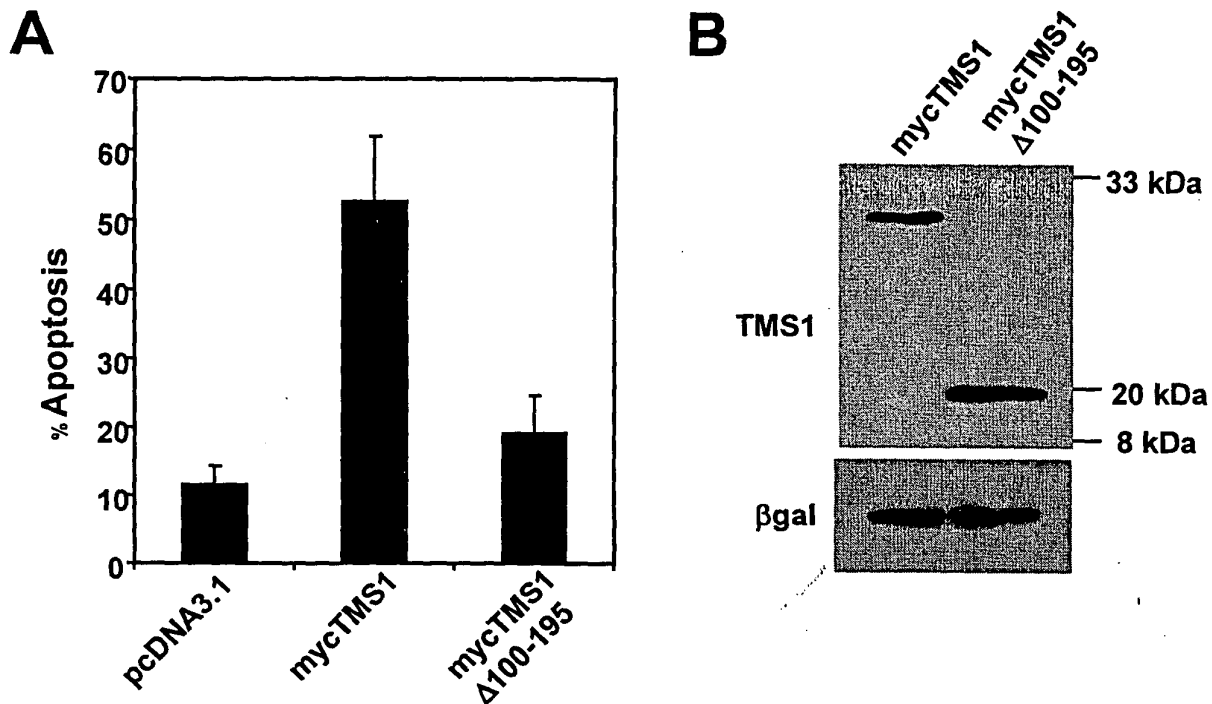 A
70
60
50
40
30
20
10
0
% Apoptosis
pcDNA3.1
mycTMS1
mycTMS1
Δ100-195
B
mycTMS1
mycTMS1
Δ100-195
33 kDa
TMS1
20 kDa
8 kDa
βgal